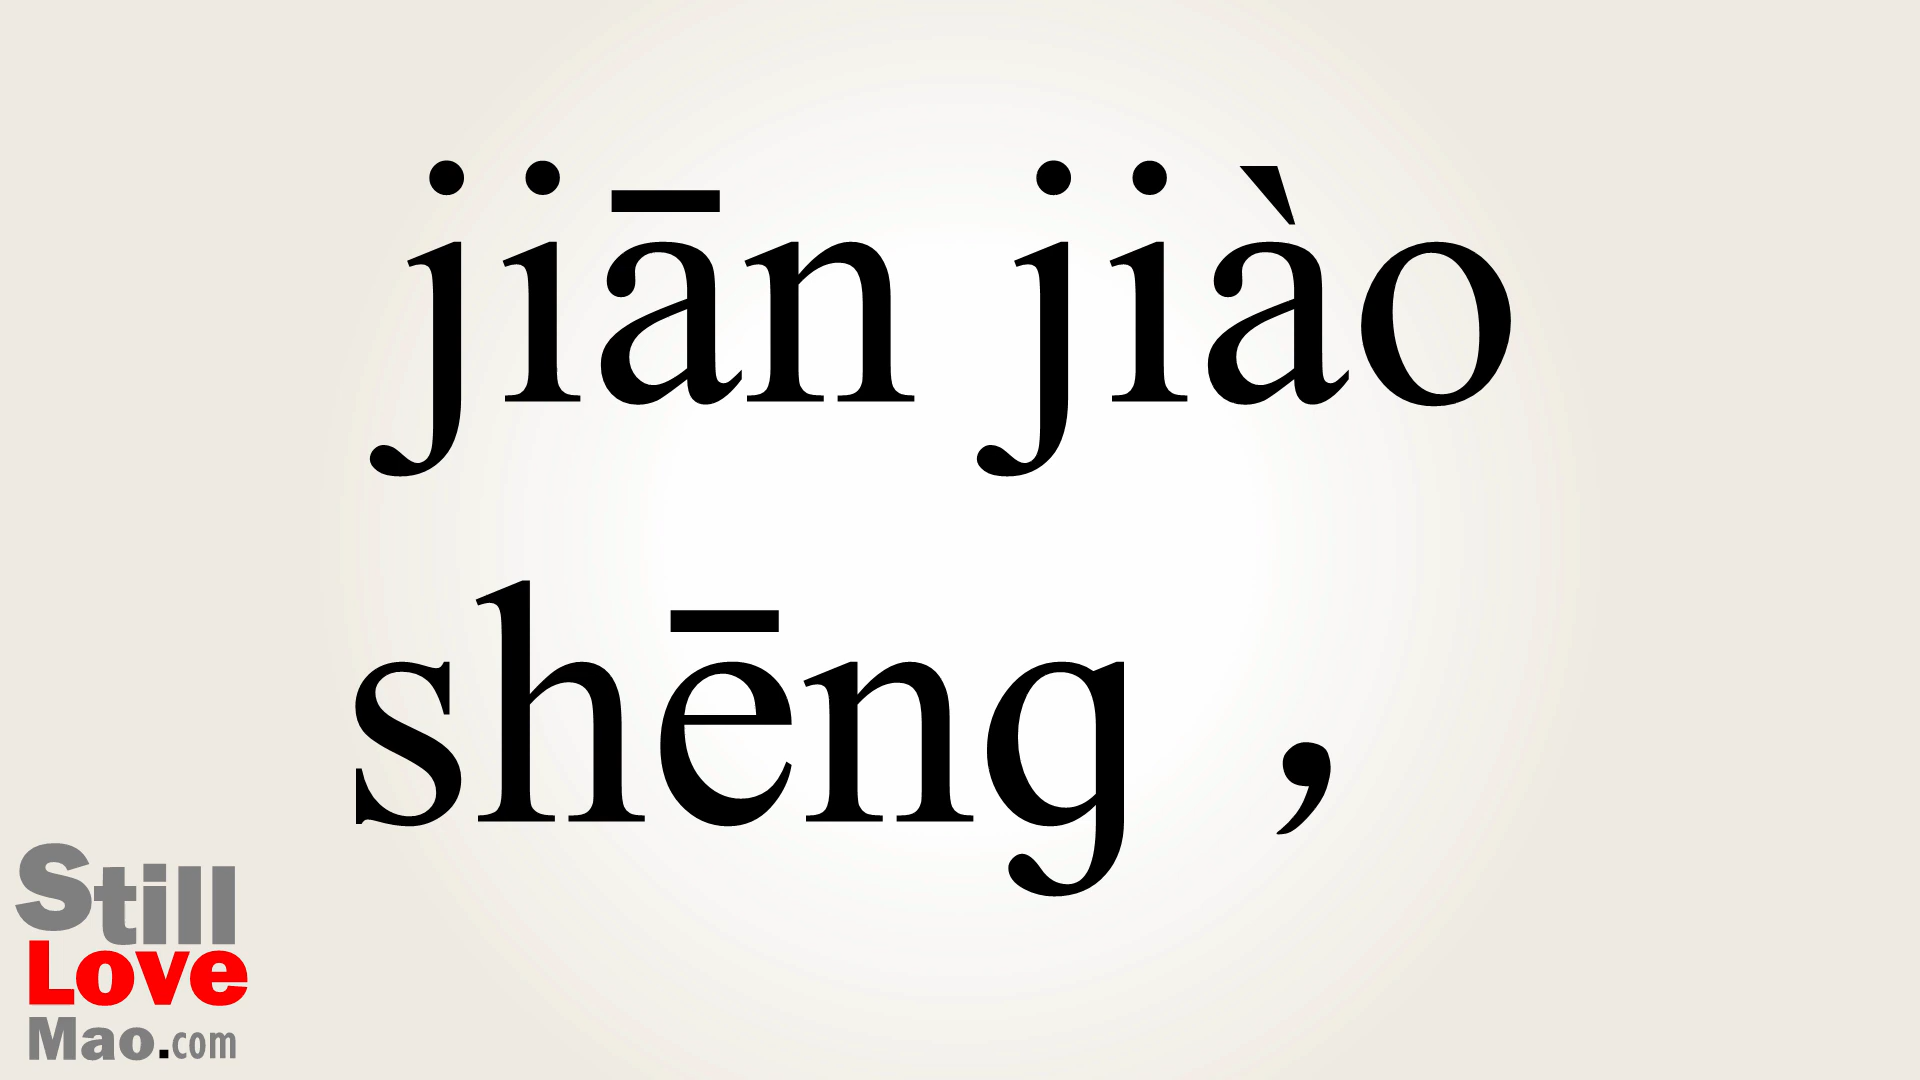 jiān jiào
shēng ，
Still
Love
Mao.com